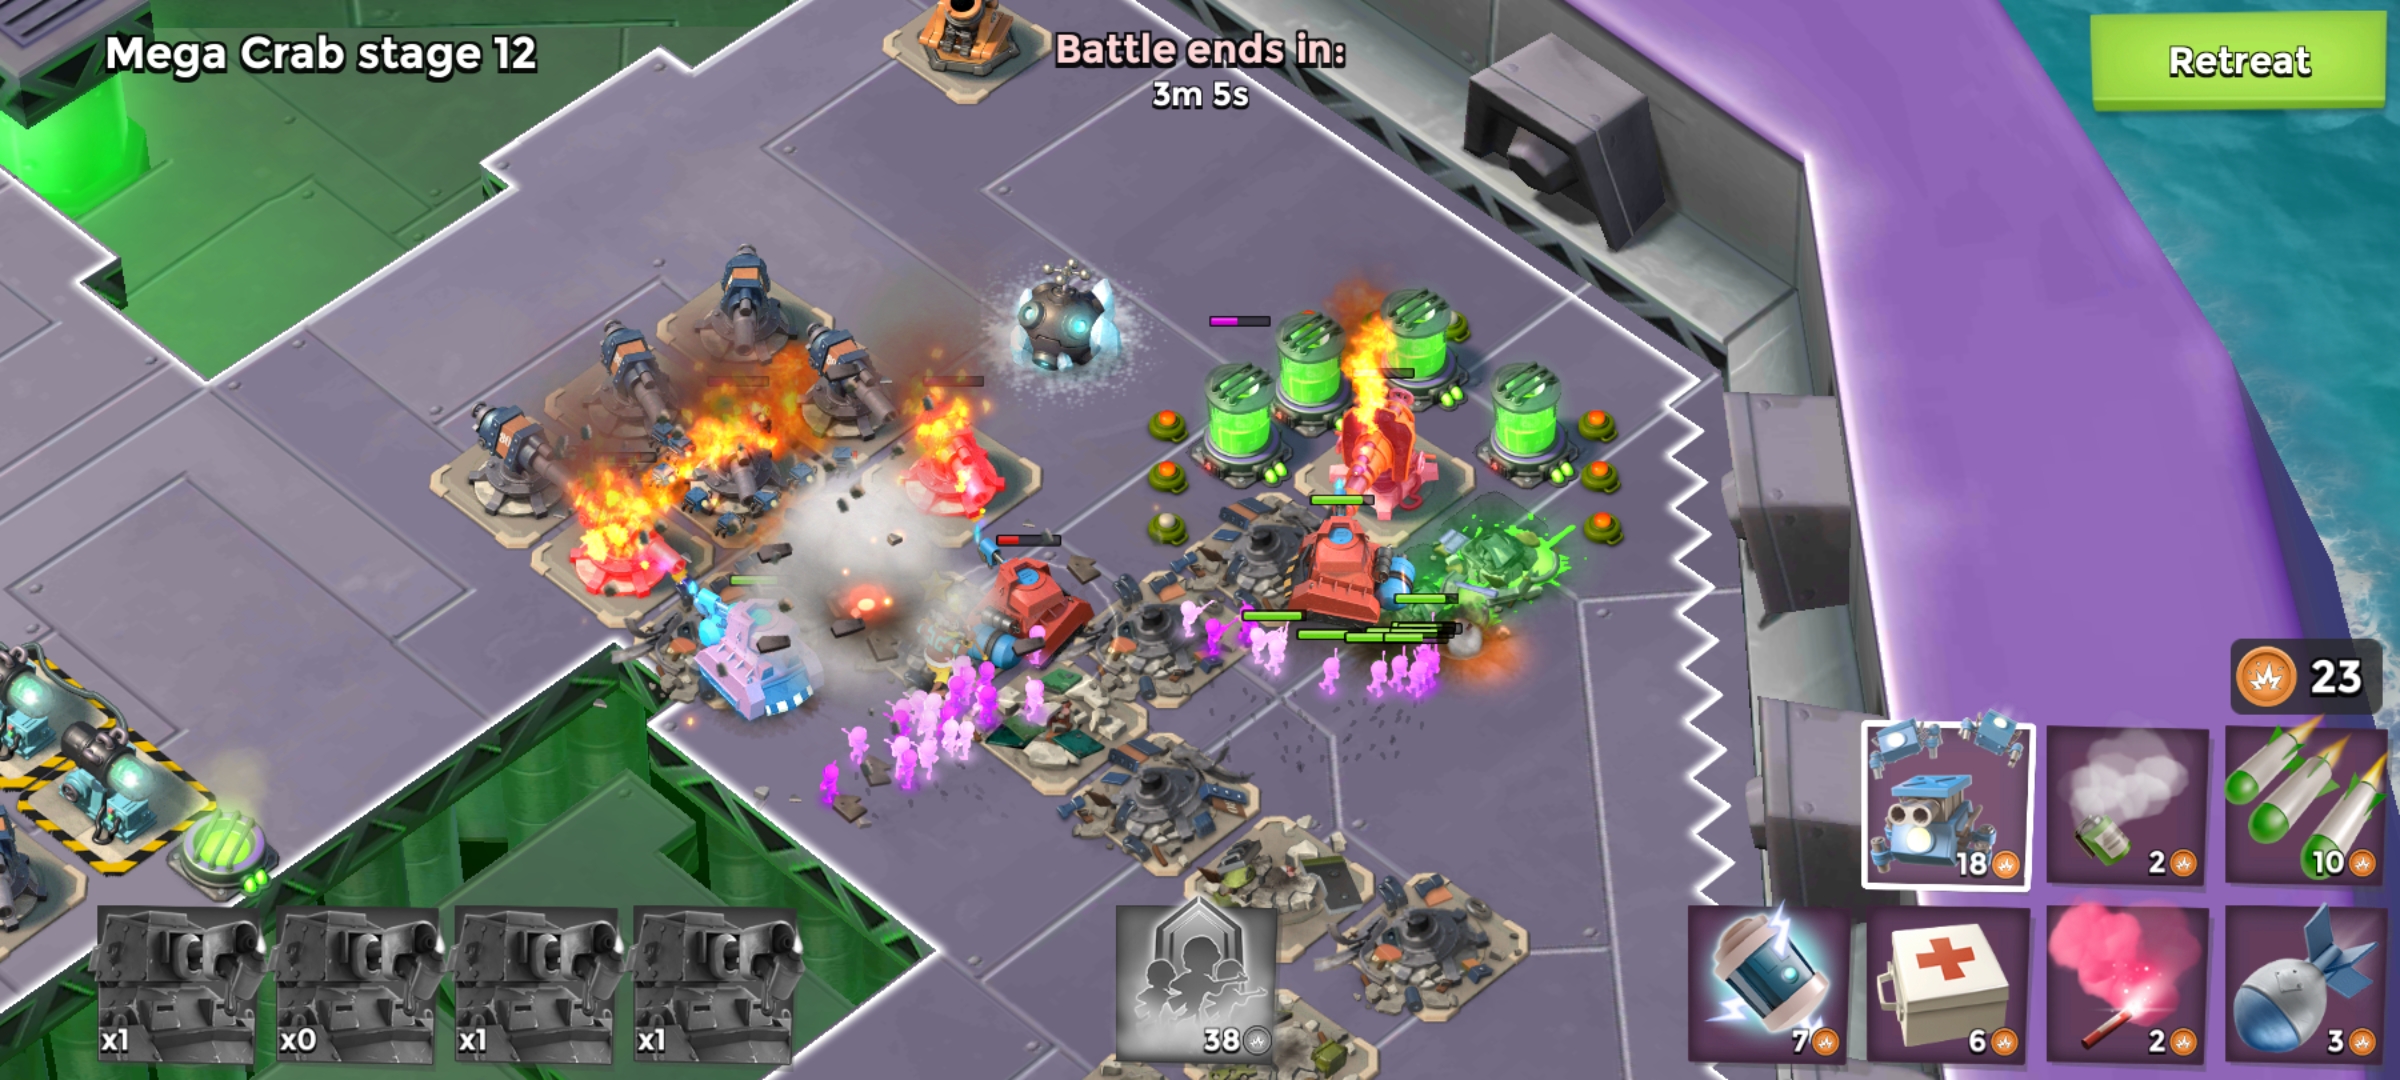 Mega Crab stage 12
Battle ends in:
3m 5s
Retreat
23
18
2
10
x1
x0
x1
x1
38
7
6
2
3